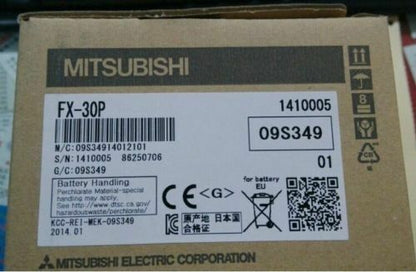 MITSUBISHI
FX-30P
1410005
M/C:09S34914012101
S/N:1410005 86250706
G/C:09S349
09S349
01
Battery Handling
Perchlorate Material-special
handling may apply.
See http://www.dtsc.ca.gov/
hazardouswaste/perchlorate/
KCC-REI-MEK-09S349
2014.01
CE <G>
for battery
EU
原产地 日本国
合格证
8
MITSUBISHI ELECTRIC CORPORATION